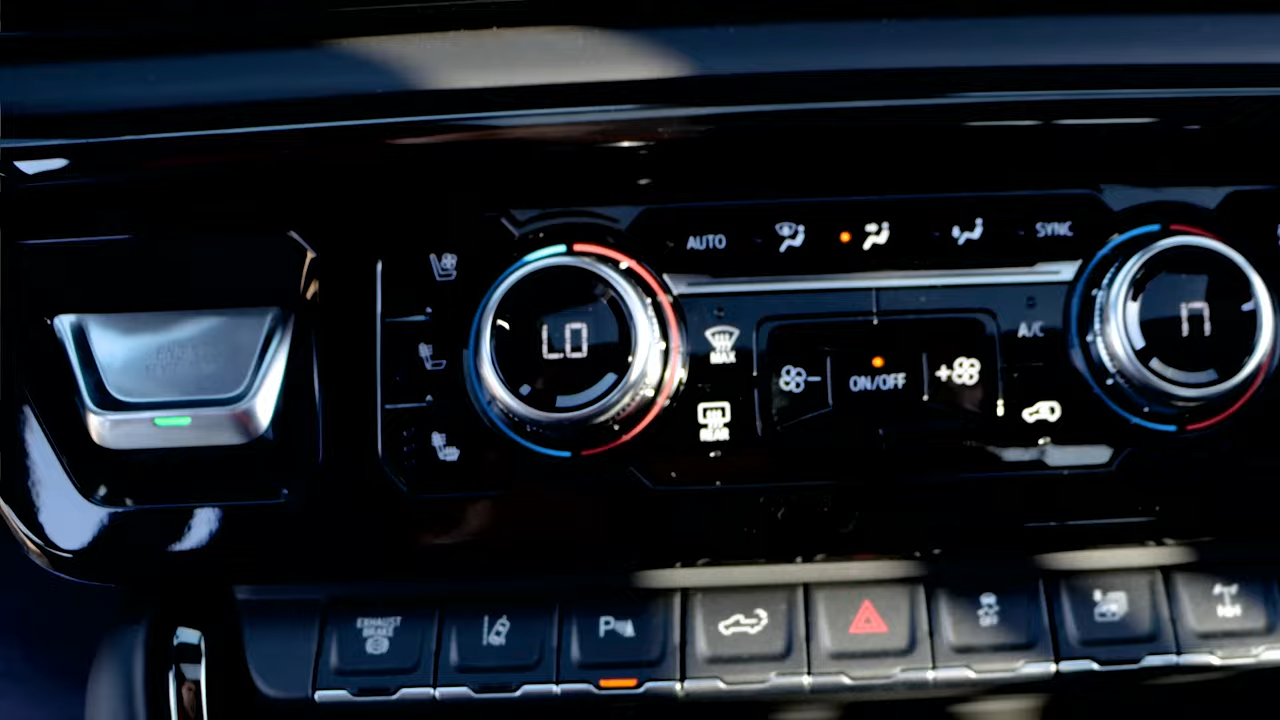 AUTO
SYNC
LO
MAX
A/C
ON/OFF
REAR
EXHAUST
BRAKE
P
OFF